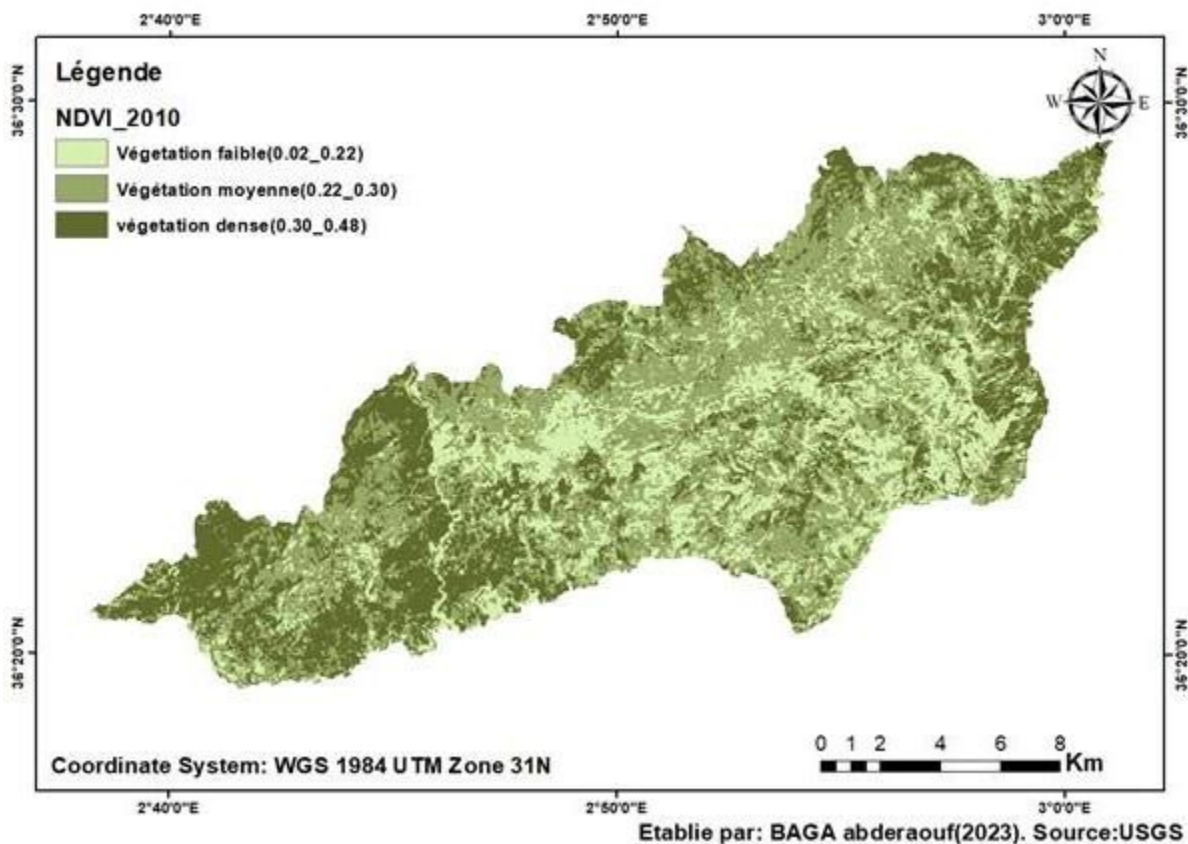 2°40'0"E 2°50'0"E 3°0'0"E
Légende
NDVI_2010
Végetation faible(0.02_0.22)
Végétation moyenne(0.22_0.30)
végetation dense(0.30_0.48)
N
W E
S
36°30'0"N 36°30'0"N
36°20'0"N 36°20'0"N
0 1 2 4 6 8
Km
Coordinate System: WGS 1984 UTM Zone 31N
2°40'0"E 2°50'0"E 3°0'0"E
Etablie par: BAGA abderaouf(2023). Source:USGS